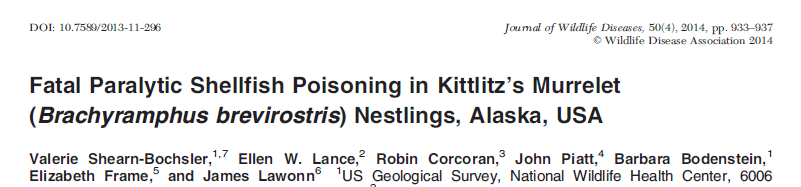 DOI: 10.7589/2013-11-296
Journal of Wildlife Diseases, 50(4), 2014, pp. 933–937
© Wildlife Disease Association 2014
Fatal Paralytic Shellfish Poisoning in Kittlitz's Murrelet
(Brachyramphus brevirostris) Nestlings, Alaska, USA
Valerie Shearn-Bochsler,1,7 Ellen W. Lance,2 Robin Corcoran,3 John Piatt,4 Barbara Bodenstein,1
Elizabeth Frame,5 and James Lawonn6 1US Geological Survey, National Wildlife Health Center, 6006